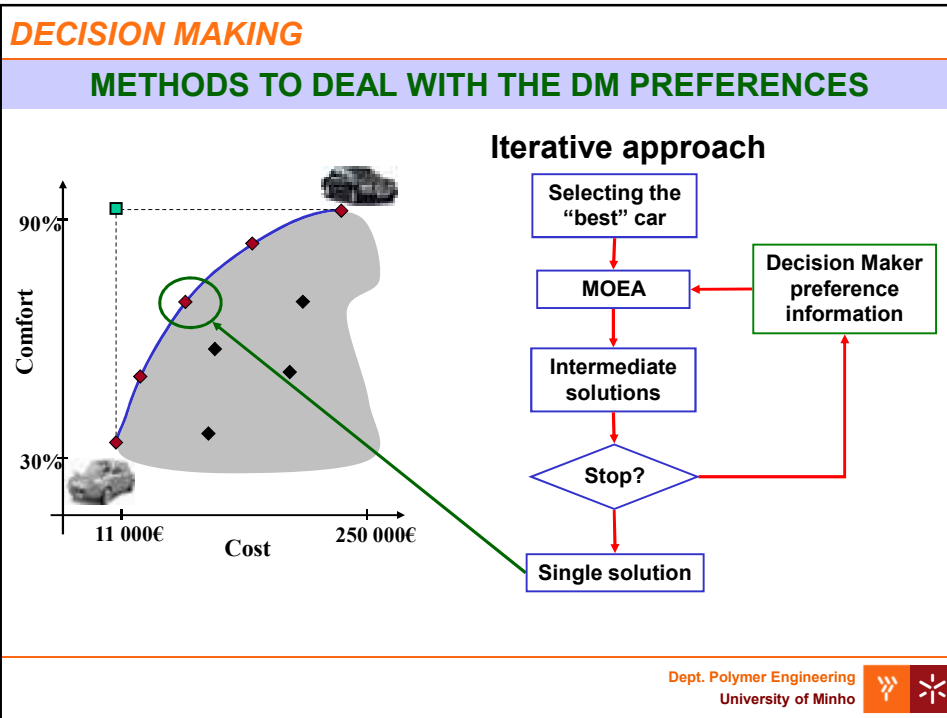 DECISION MAKING
METHODS TO DEAL WITH THE DM PREFERENCES
Iterative approach
90%
30%
Comfort
11 000€
250 000€
Cost
Selecting the
“best” car
MOEA
Decision Maker
preference
information
Intermediate
solutions
Stop?
Single solution
Dept. Polymer Engineering
University of Minho